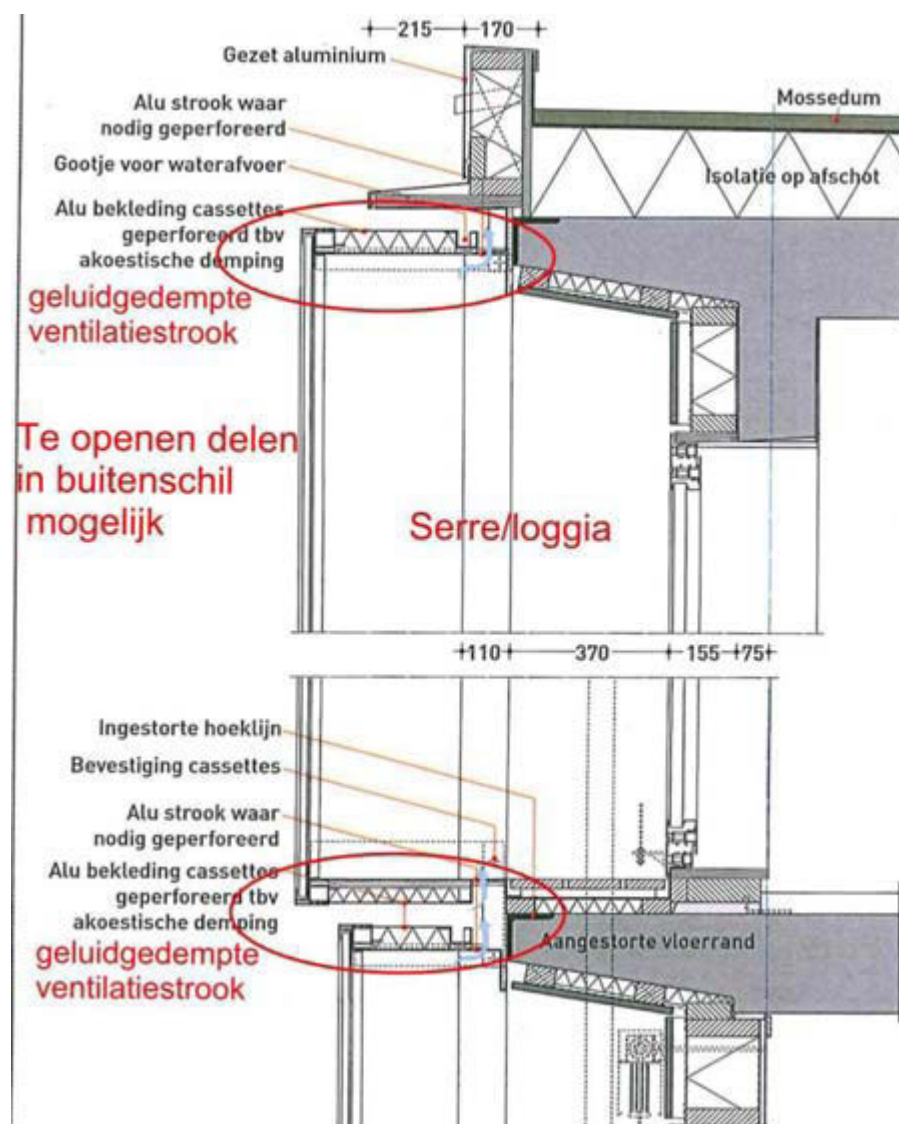 215
170
Gezet aluminium
Alu strook waar
nodig geperforeerd
Mossedum
Gootje voor waterafvoer
Isolatie op afschot
Alu bekleding cassettes
geperforeerd tbv
akoestische demping
geluidgedempte
ventilatiestrook
Te openen delen
in buitenschil
mogelijk
Serre/loggia
110
370
155
75
Ingestorte hoeklijn
Bevestiging cassettes
Alu strook waar
nodig geperforeerd
Alu bekleding cassettes
geperforeerd tbv
akoestische demping
Aangestorte vloerrand
geluidgedempte
ventilatiestrook